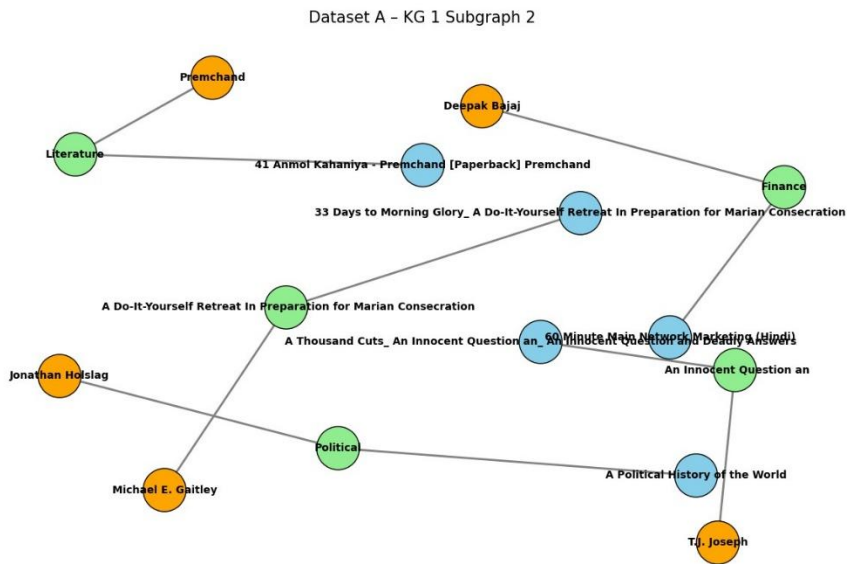 Dataset A – KG 1 Subgraph 2
Premchand
Deepak Bajaj
Literature
41 Anmol Kahaniya - Premchand [Paperback] Premchand
Finance
33 Days to Morning Glory_ A Do-It-Yourself Retreat In Preparation for Marian Consecration
A Do-It-Yourself Retreat In Preparation for Marian Consecration
60 Minute Main Network Marketing (Hindi)
A Thousand Cuts_ An Innocent Question an_ An Innocent Question and Deadly Answers
An Innocent Question an
Jonathan Holslag
Political
A Political History of the World
Michael E. Gaitley
T.J. Joseph